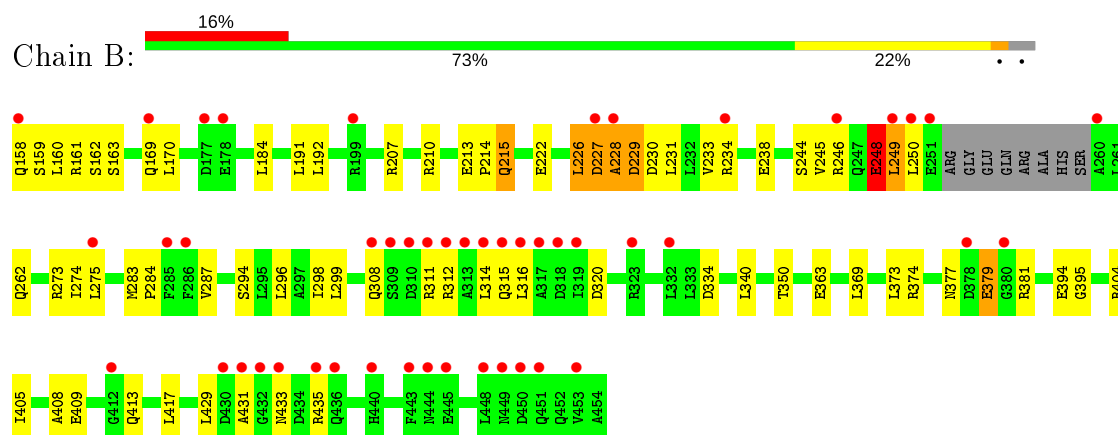 16%
Chain B:
73% 22% • •
Q158 S159 L160 R161 S162 S163 Q169 L170 D177 E178 L184 L191 L192 R199 R207 R210 E213 P214 Q215 E222 L226 D227 A228 D229 D230 L231 L232 V233 R234 E238 S244 V245 R246 Q247 E248 L249 L250 E251 ARG GLY GLU GLN ARG ALA HIS SER A260 L261
Q262 R273 I274 L275 M283 P284 F285 F286 V287 S294 L295 L296 A297 I298 L299 Q308 S309 D310 R311 R312 A313 L314 Q315 L316 A317 D318 I319 D320 R323 L332 L333 D334 L340 T350 E363 L369 L373 R374 N377 D378 E379 G380 R381 E394 G395 R404
I405 A408 E409 G412 Q413 L417 L429 D430 A431 G432 N433 D434 R435 Q436 H440 F443 N444 E445 L448 N449 D450 Q451 Q452 V453 A454